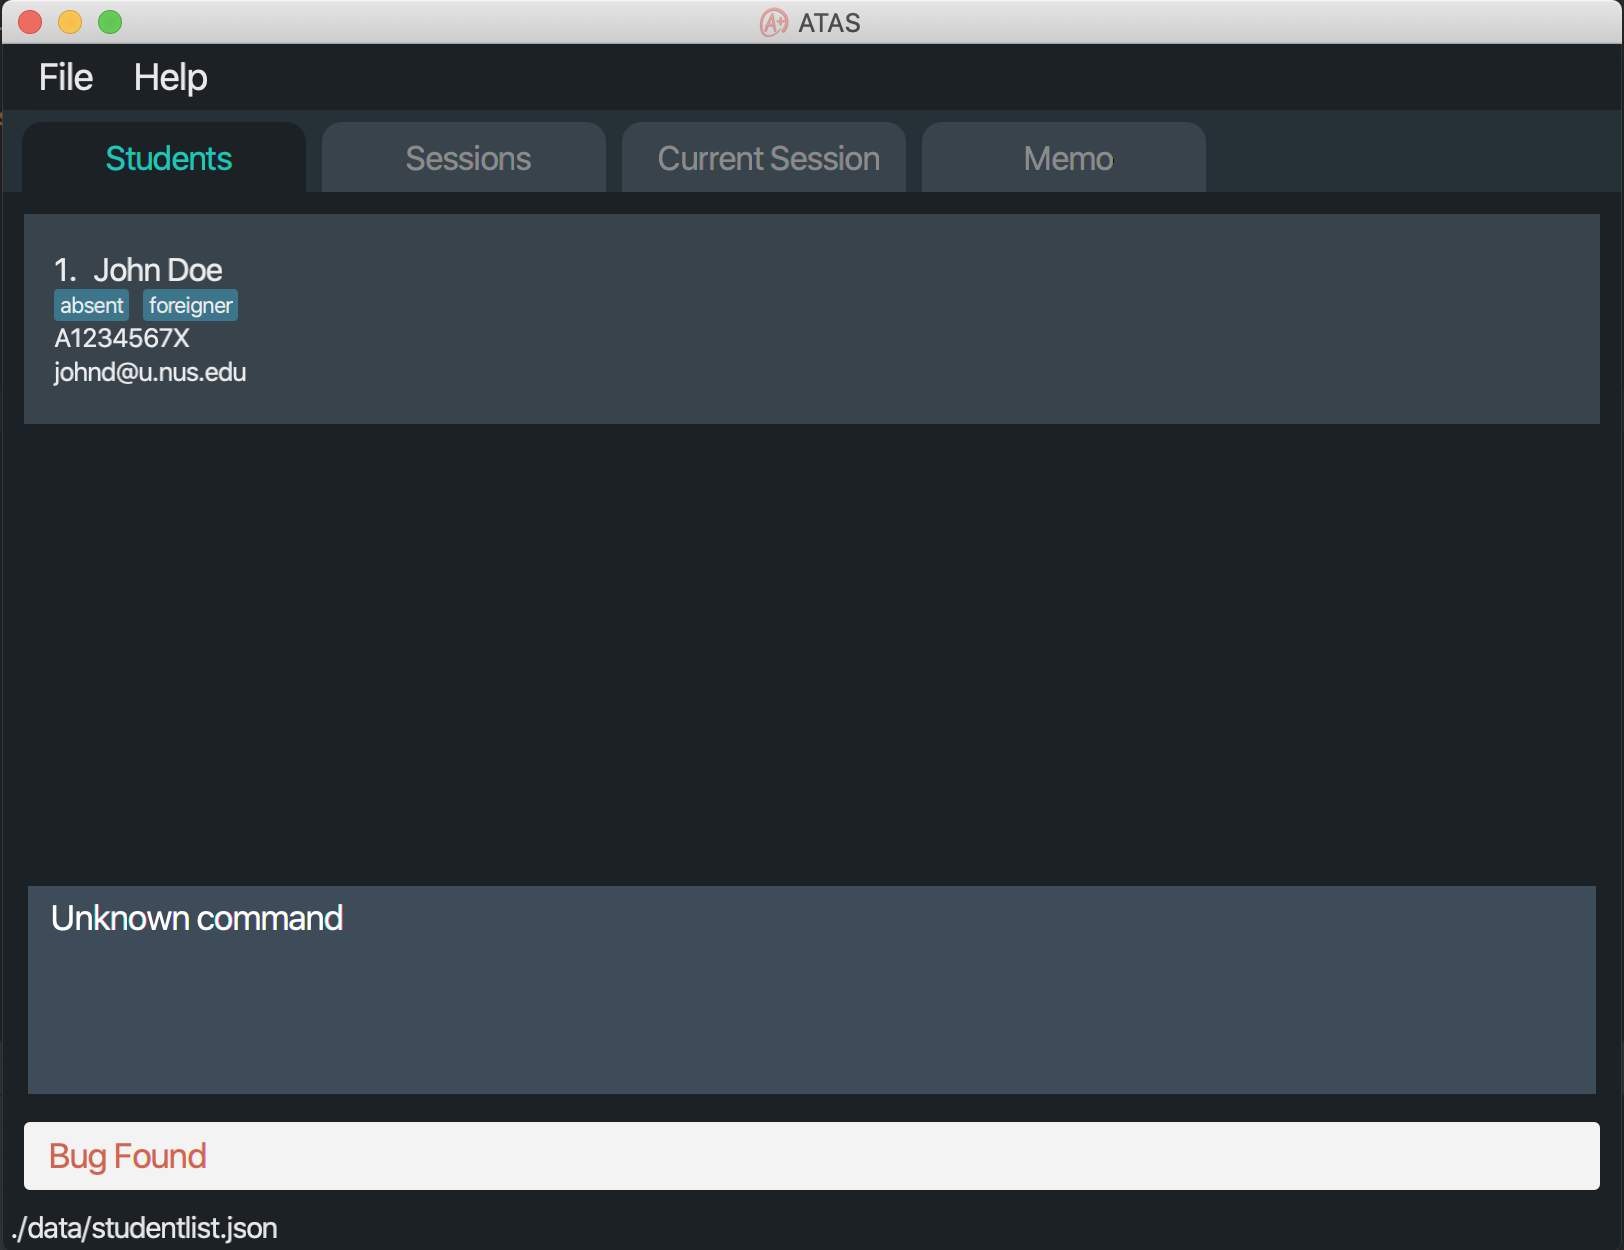 A+ ATAS
File Help
Students Sessions Current Session Memo
1. John Doe
absent foreigner
A1234567X
johnd@u.nus.edu
Unknown command
Bug Found
./data/studentlist.json